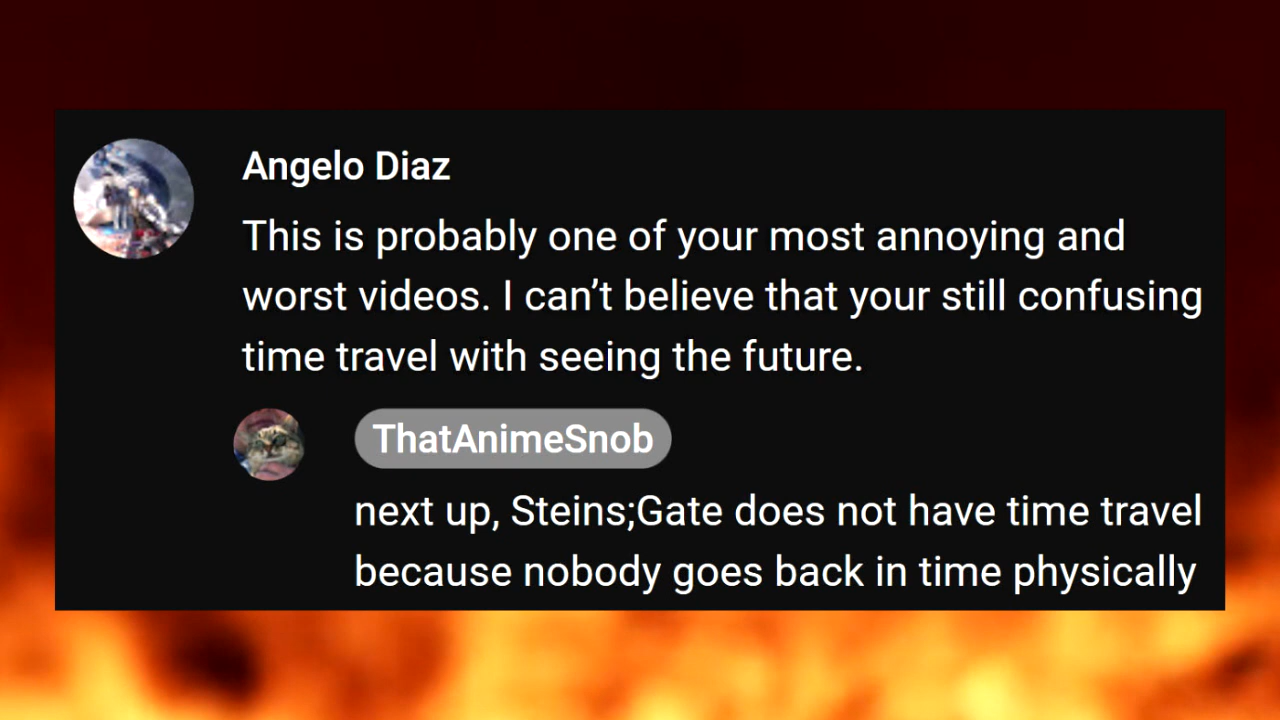 Angelo Diaz
This is probably one of your most annoying and
worst videos. I can’t believe that your still confusing
time travel with seeing the future.
ThatAnimeSnob
next up, Steins;Gate does not have time travel
because nobody goes back in time physically